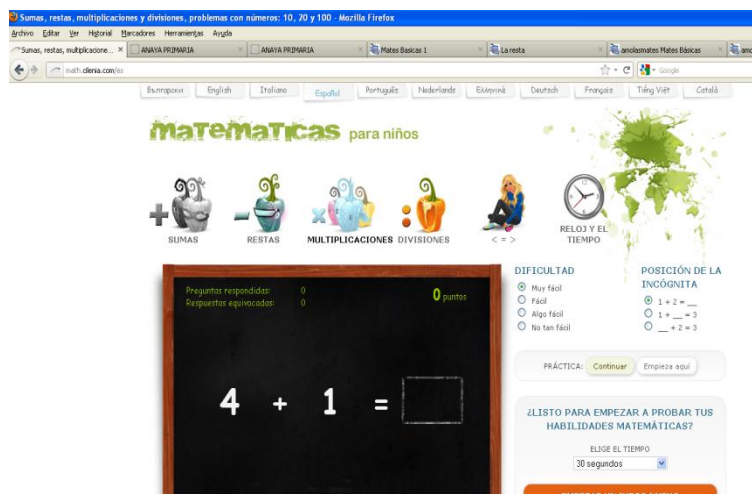 Sumas, restas, multiplicaciones y divisiones, problemas con números: 10, 20 y 100 - Mozilla Firefox
Archivo Editar Ver Historial Marcadores Herramientas Ayuda
Sumas, restas, multiplicacione... × ANAYA PRIMARIA × ANAYA PRIMARIA × Mates Basicas 1 × La resta × amolasmates Mates Básicas ×
math.cilenia.com/es Google
Български English Italiano Español Português Nederlands Ελληνικά Deutsch Français Tiếng Việt Català
matematicas para niños
+ - x :
SUMAS RESTAS MULTIPLICACIONES DIVISIONES < = > RELOJ Y EL
TIEMPO
Preguntas respondidas: 0
Respuestas equivocadas: 0
0 puntos
4 + 1 =
DIFICULTAD
Muy fácil
Fácil
Algo fácil
No tan fácil
POSICIÓN DE LA
INCÓGNITA
1 + 2 = __
1 + __ = 3
__ + 2 = 3
PRÁCTICA: Continuar Empieza aquí
¿LISTO PARA EMPEZAR A PROBAR TUS
HABILIDADES MATEMÁTICAS?
ELIGE EL TIEMPO
30 segundos